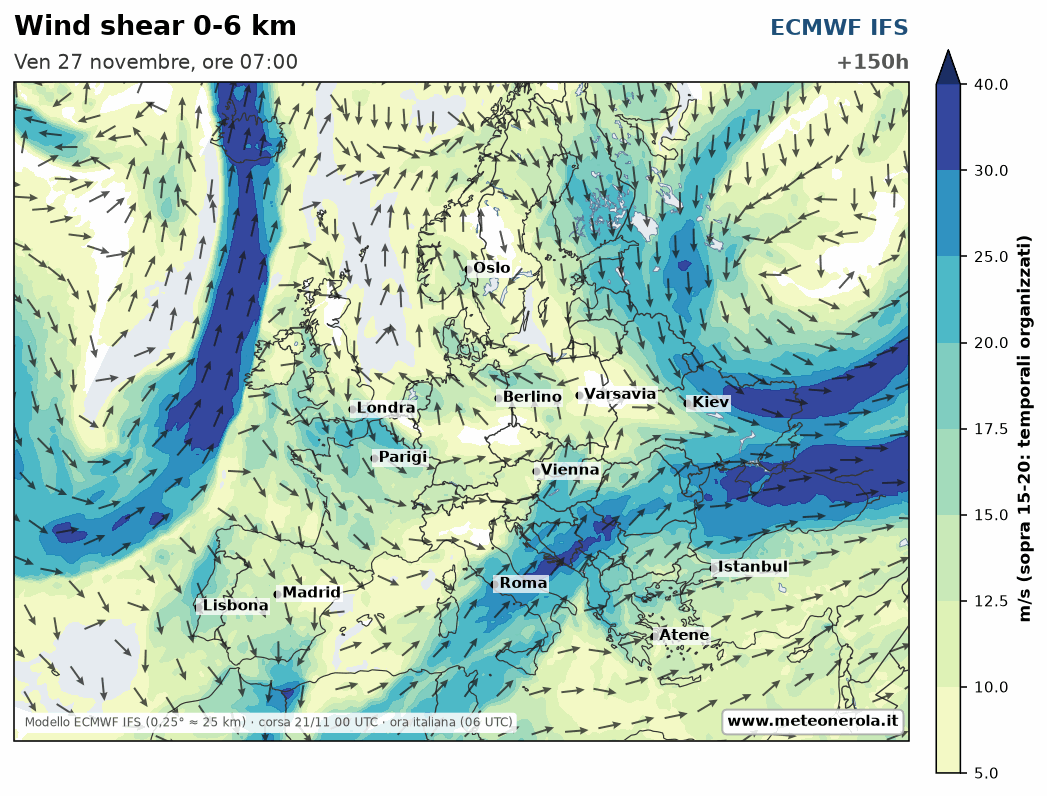 Wind shear 0-6 km
ECMWF IFS
Ven 27 novembre, ore 07:00
+150h
40.0
30.0
25.0
20.0
17.5
15.0
12.5
10.0
5.0
m/s (sopra 15-20: temporali organizzati)
Oslo
Berlino
Varsavia
Londra
Kiev
Parigi
Vienna
Istanbul
Roma
Madrid
Lisbona
Atene
Modello ECMWF IFS (0,25° ≈ 25 km) · corsa 21/11 00 UTC · ora italiana (06 UTC)
www.meteonerola.it